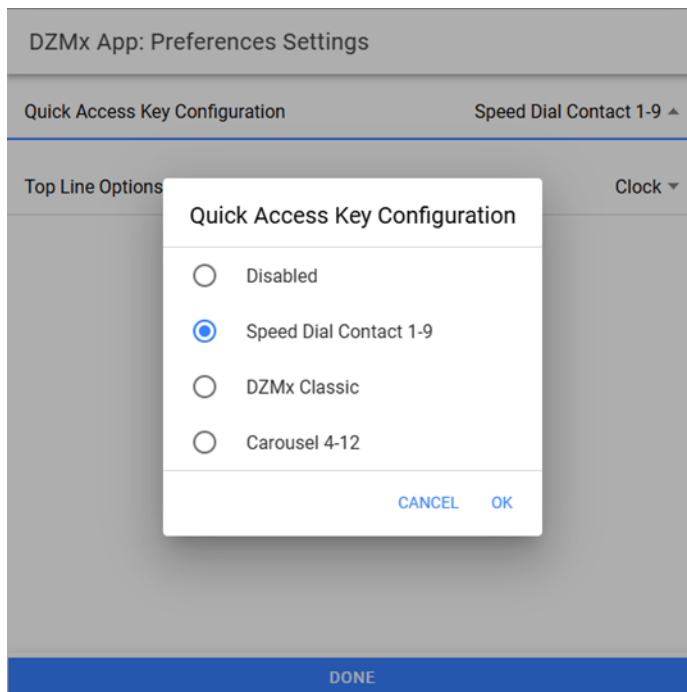 DZMx App: Preferences Settings
Quick Access Key Configuration Speed Dial Contact 1-9
Top Line Options Clock
Quick Access Key Configuration
Disabled
Speed Dial Contact 1-9
DZMx Classic
Carousel 4-12
CANCEL OK
DONE